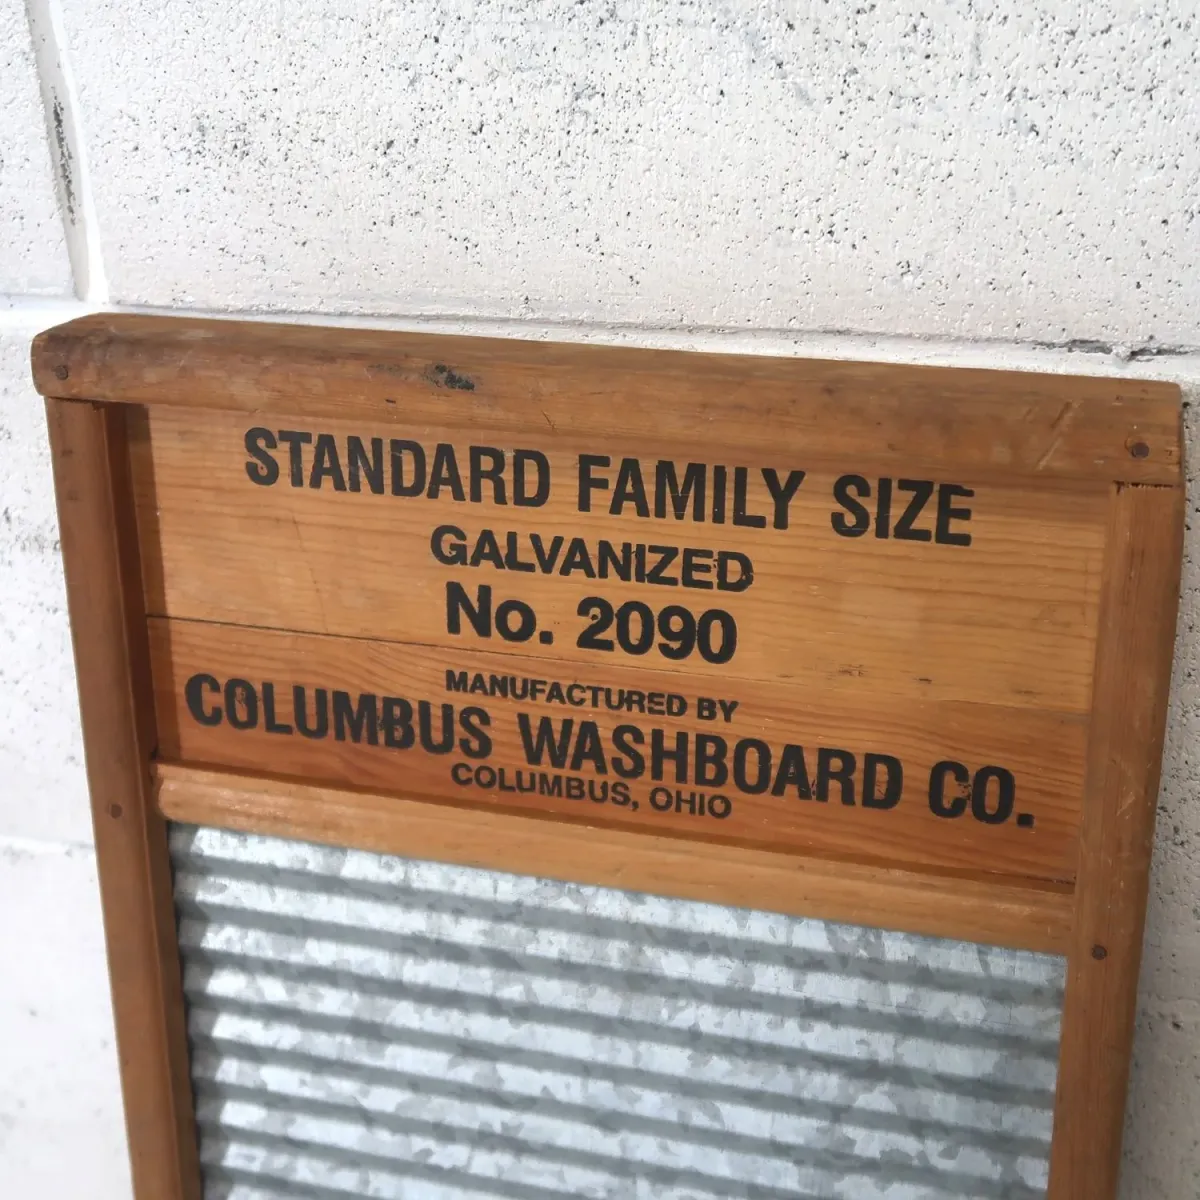 STANDARD FAMILY SIZE
GALVANIZED
No. 2090
MANUFACTURED BY
COLUMBUS WASHBOARD CO.
COLUMBUS, OHIO